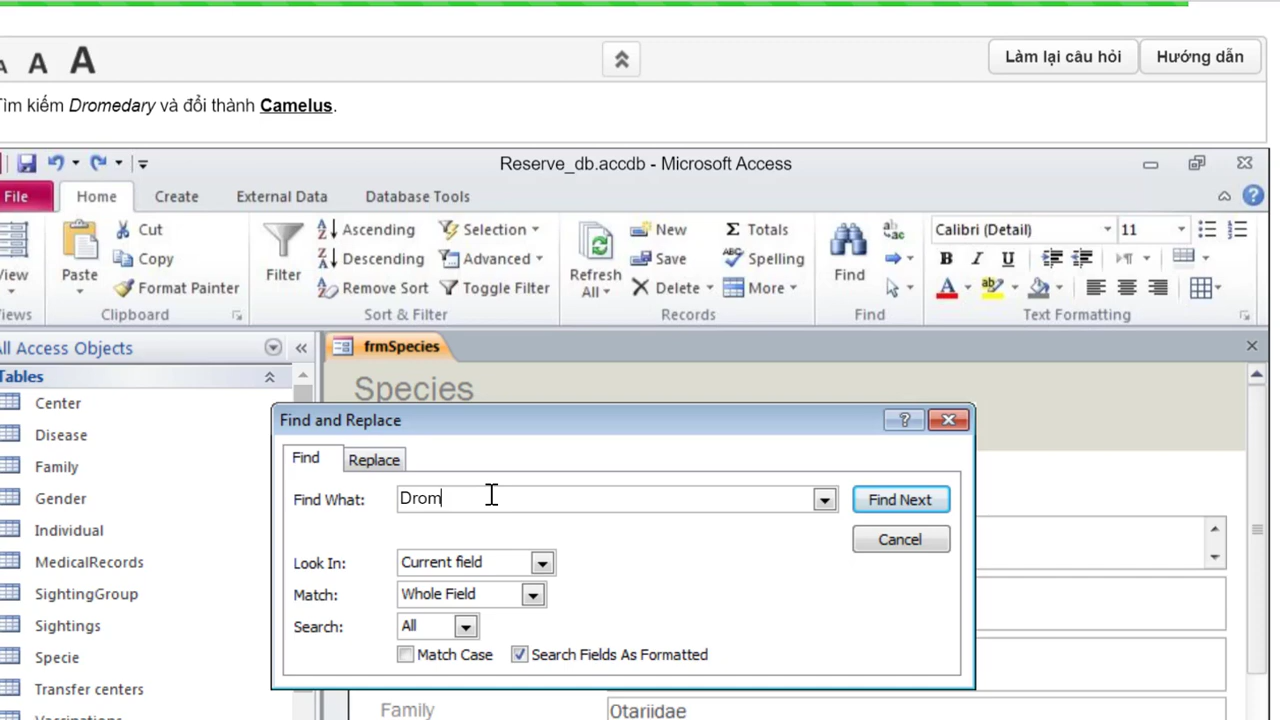 A A A
Làm lại câu hỏi
Hướng dẫn
Tìm kiếm Dromedary và đổi thành Camelus.
Reserve_db.accdb - Microsoft Access
File Home Create External Data Database Tools
View
Paste
Cut
Copy
Format Painter
Clipboard
Filter
Ascending
Descending
Remove Sort
Selection
Advanced
Toggle Filter
Sort & Filter
Refresh
All
New
Save
Delete
Totals
Spelling
More
Records
Find
Find
Calibri (Detail) 11
B I U
Text Formatting
Views
All Access Objects
Tables
Center
Disease
Family
Gender
Individual
MedicalRecords
SightingGroup
Sightings
Specie
Transfer centers
frmSpecies
Species
Find and Replace
Find Replace
Find What: Drom
Find Next
Cancel
Look In: Current field
Match: Whole Field
Search: All
Match Case Search Fields As Formatted
Family Otariidae